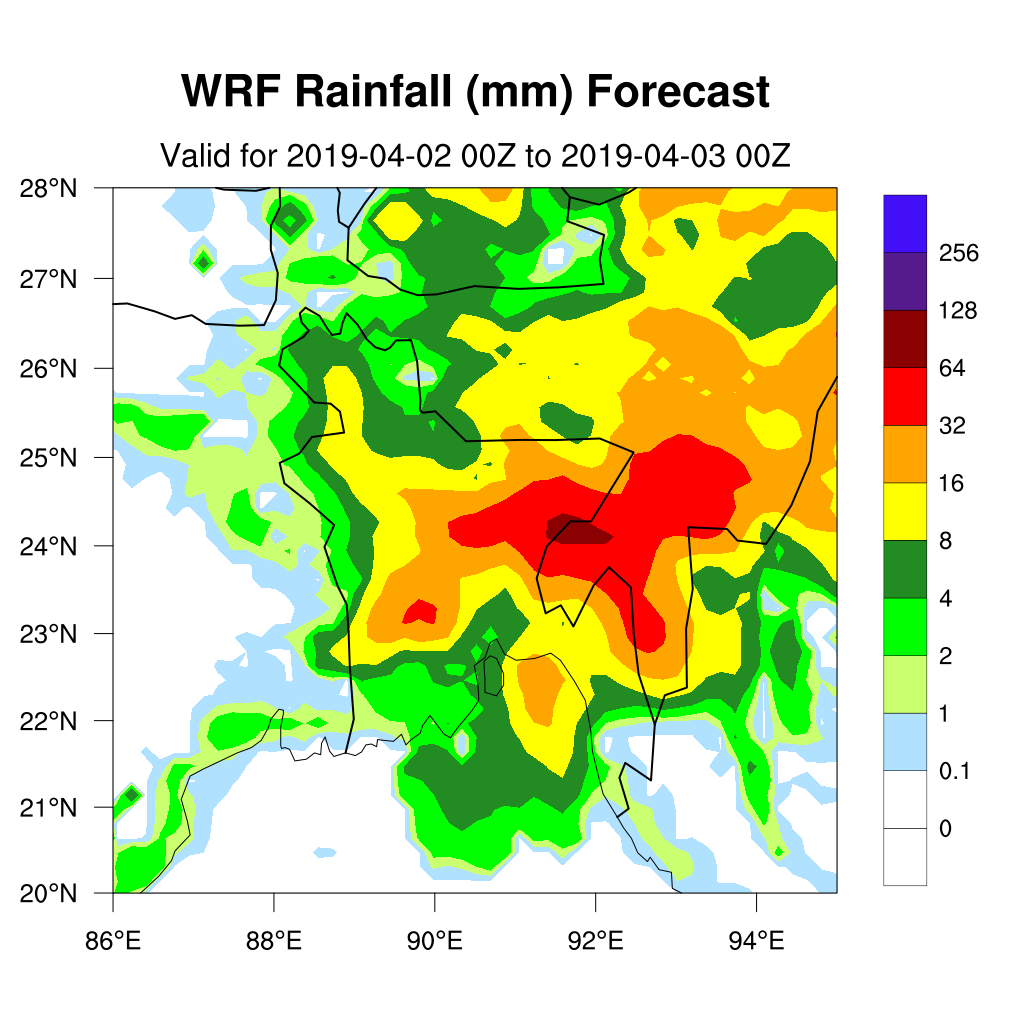 WRF Rainfall (mm) Forecast
Valid for 2019-04-02 00Z to 2019-04-03 00Z
28°N
27°N
26°N
25°N
24°N
23°N
22°N
21°N
20°N
86°E
88°E
90°E
92°E
94°E
256
128
64
32
16
8
4
2
1
0.1
0